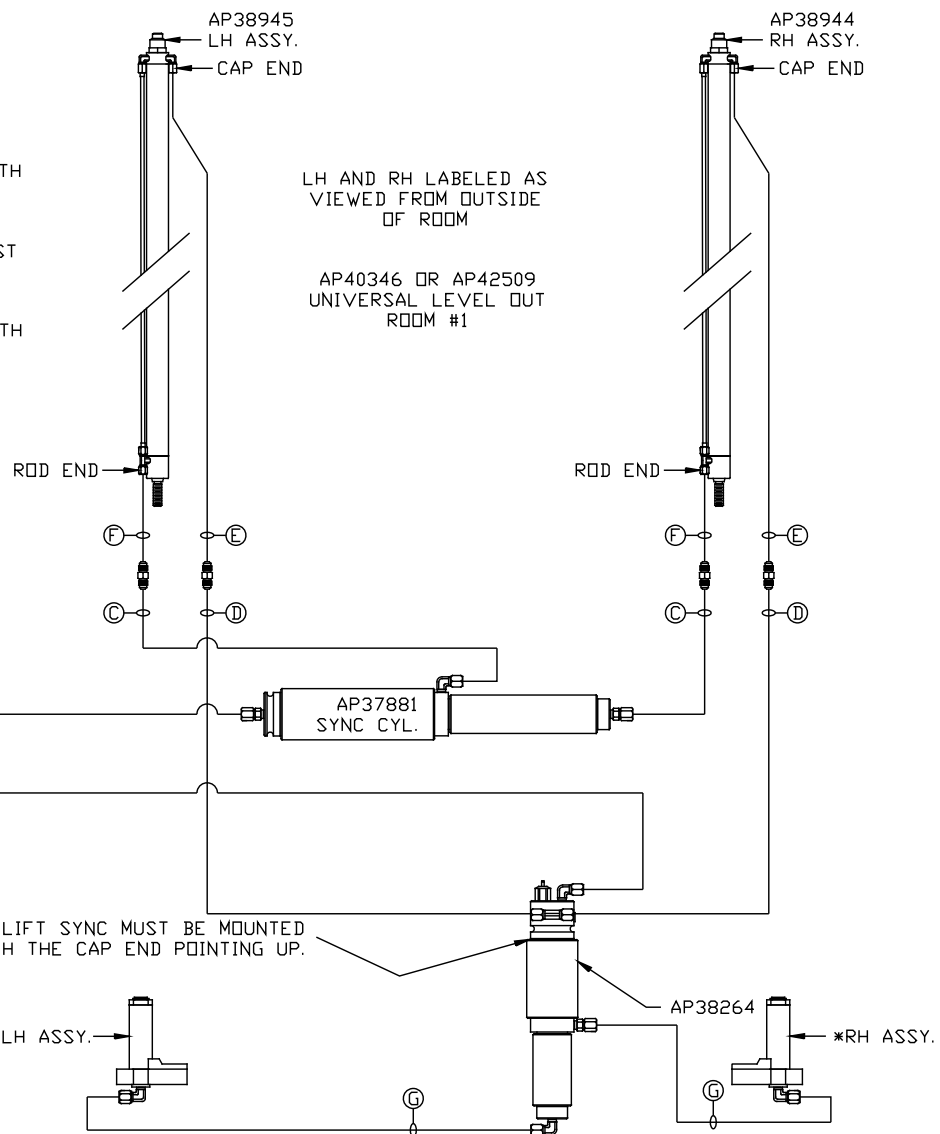 AP38945
LH ASSY.
CAP END
AP38944
RH ASSY.
CAP END
TH
ST
TH
LH AND RH LABELED AS
VIEWED FROM OUTSIDE
OF ROOM
AP40346 OR AP42509
UNIVERSAL LEVEL OUT
ROOM #1
ROD END
ROD END
F
E
F
E
C
D
C
D
AP37881
SYNC CYL.
LIFT SYNC MUST BE MOUNTED
H THE CAP END POINTING UP.
AP38264
LH ASSY.
*RH ASSY.
G
G